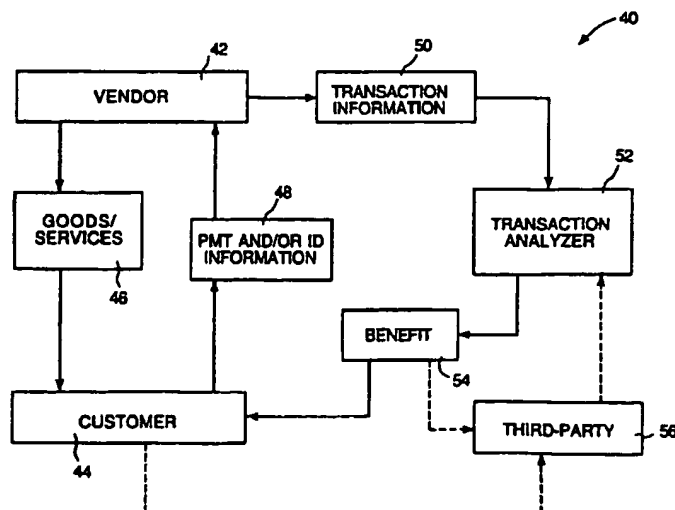 40
42
VENDOR
50
TRANSACTION
INFORMATION
52
TRANSACTION
ANALYZER
GOODS/
SERVICES
46
48
PMT AND/OR ID
INFORMATION
BENEFIT
54
CUSTOMER
44
THIRD-PARTY
56